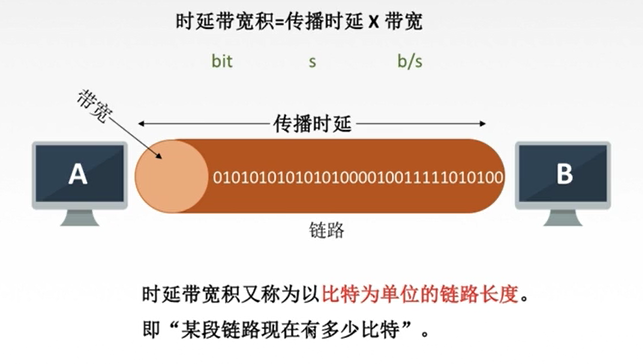 时延带宽积=传播时延 X 带宽
bit s b/s
带宽
传播时延
A
0101010101010100001001111101010​0
B
链路
时延带宽积又称为以比特为单位的链路长度。
即“某段链路现在有多少比特”。